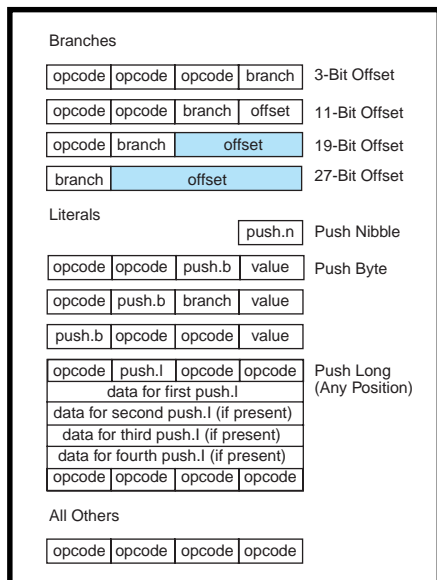 Branches
opcode opcode opcode branch 3-Bit Offset
opcode opcode branch offset 11-Bit Offset
opcode branch offset 19-Bit Offset
branch offset 27-Bit Offset
Literals
push.n Push Nibble
opcode opcode push.b value Push Byte
opcode push.b branch value
push.b opcode opcode value
opcode push.l opcode opcode Push Long
data for first push.l (Any Position)
data for second push.l (if present)
data for third push.l (if present)
data for fourth push.l (if present)
opcode opcode opcode opcode
All Others
opcode opcode opcode opcode